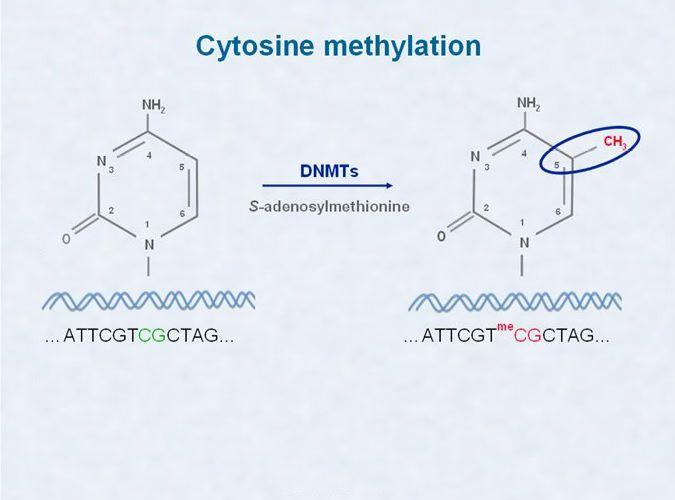 Cytosine methylation
NH₂
N
3
4
5
2
1
6
O
N
DNMTs
S-adenosylmethionine
NH₂
CH₃
N
3
4
5
2
1
6
O
N
...ATTCGTCGCTAG...
...ATTCGTmeCGCTAG...